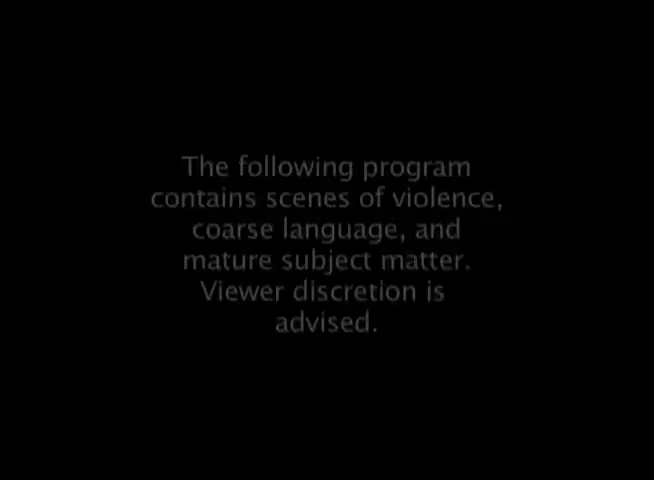 The following program
contains scenes of violence,
coarse language, and
mature subject matter.
Viewer discretion is
advised.